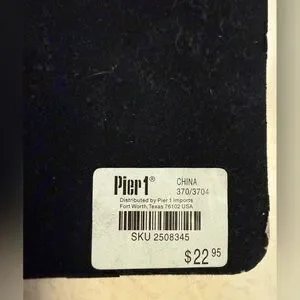 Pier 1® CHINA
370/3704
Distributed by Pier 1 Imports
Fort Worth, Texas 76102 USA
SKU 2508345
$22 95